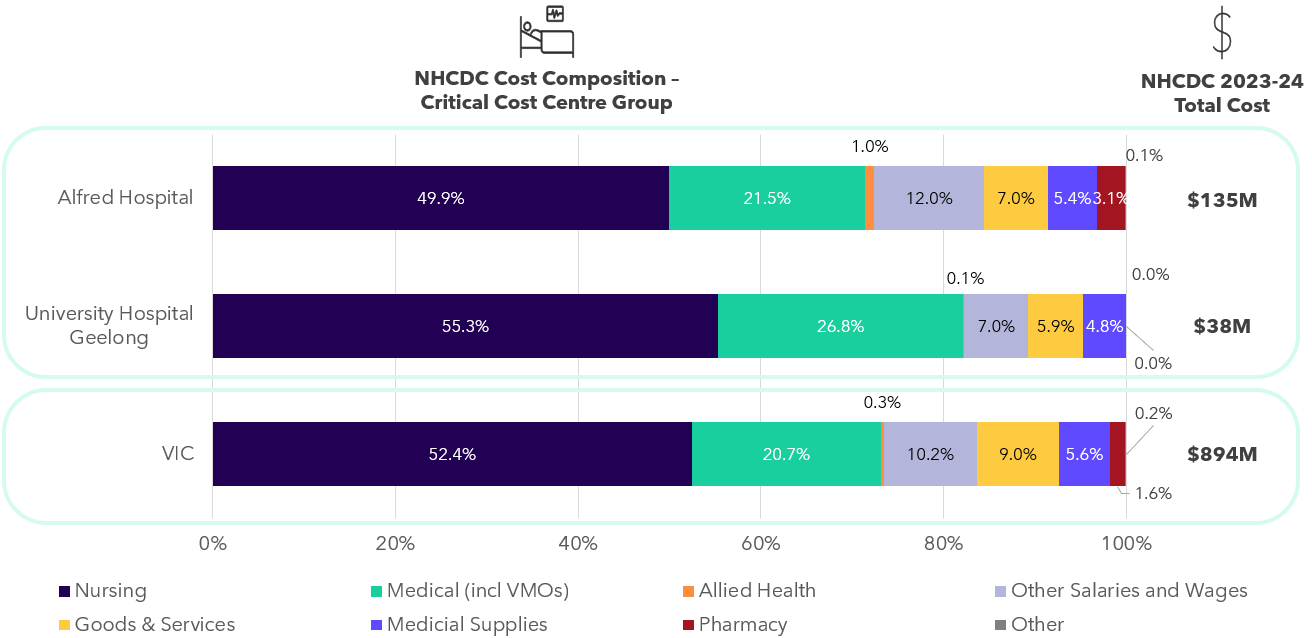 NHCDC Cost Composition –
Critical Cost Centre Group
NHCDC 2023-24
Total Cost
1.0%
0.1%
Alfred Hospital
49.9%
21.5%
12.0%
7.0%
5.4%
3.1%
$135M
0.1%
0.0%
University Hospital
Geelong
55.3%
26.8%
7.0%
5.9%
4.8%
$38M
0.0%
0.3%
0.2%
VIC
52.4%
20.7%
10.2%
9.0%
5.6%
$894M
1.6%
0%
20%
40%
60%
80%
100%
Nursing
Medical (incl VMOs)
Allied Health
Other Salaries and Wages
Goods & Services
Medicial Supplies
Pharmacy
Other